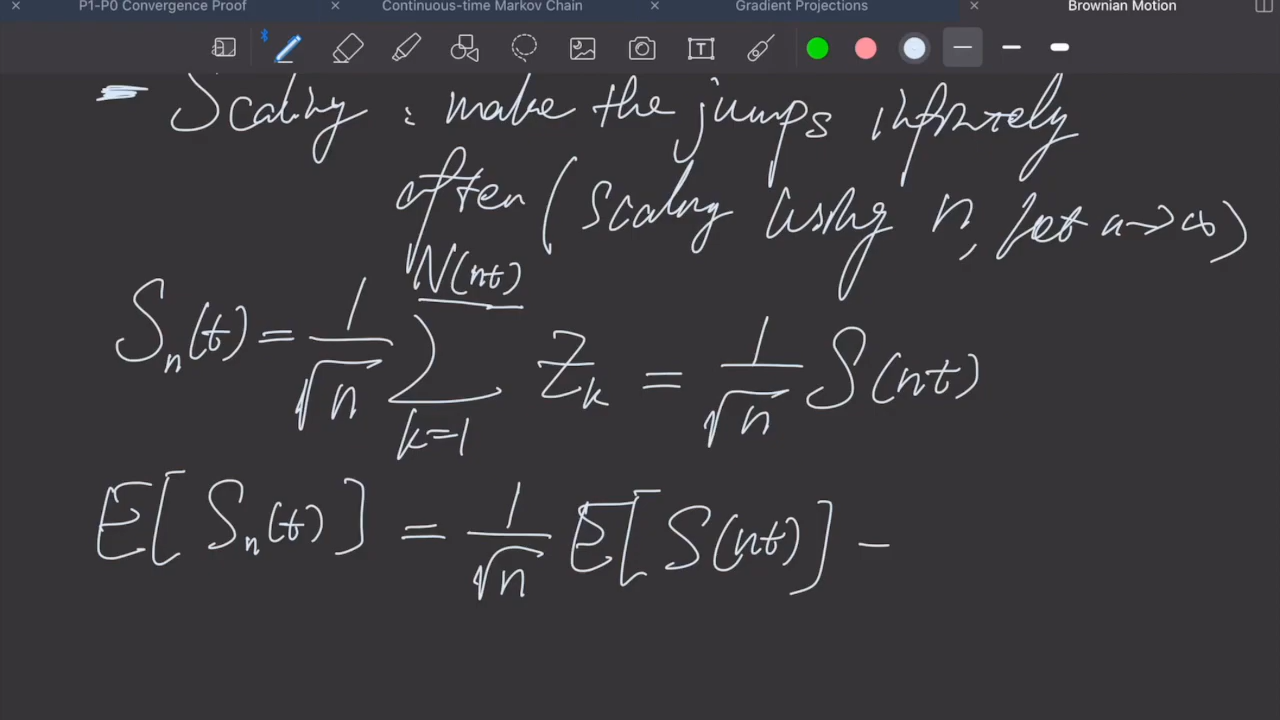 P1-P0 Convergence Proof Continuous-time Markov Chain Gradient Projections Brownian Motion
- Scaling : make the jumps infinitely
often (scaling using n, let n→∞)
S_n(t) = 1/√n ∑_{k=1}^{N(nt)} Z_k = 1/√n S(nt)
E[S_n(t)] = 1/√n E[S(nt)] –